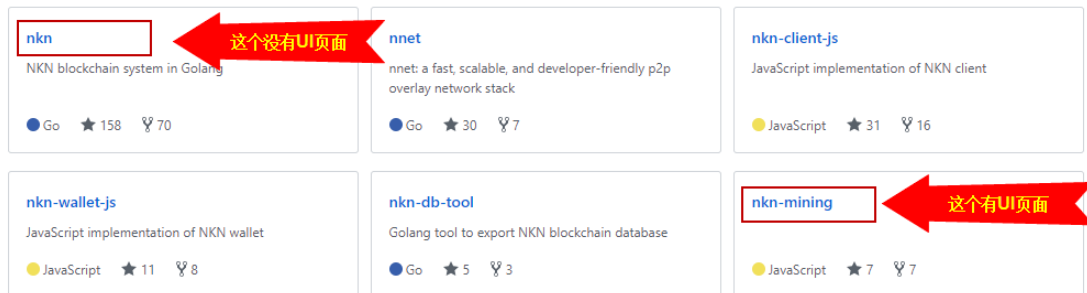 nkn
这个没有UI页面
NKN blockchain system in Golang
Go 158 70
nnet
nnet: a fast, scalable, and developer-friendly p2p
overlay network stack
Go 30 7
nkn-client-js
JavaScript implementation of NKN client
JavaScript 31 16
nkn-wallet-js
JavaScript implementation of NKN wallet
JavaScript 11 8
nkn-db-tool
Golang tool to export NKN blockchain database
Go 5 3
nkn-mining
这个有UI页面
JavaScript 7 7